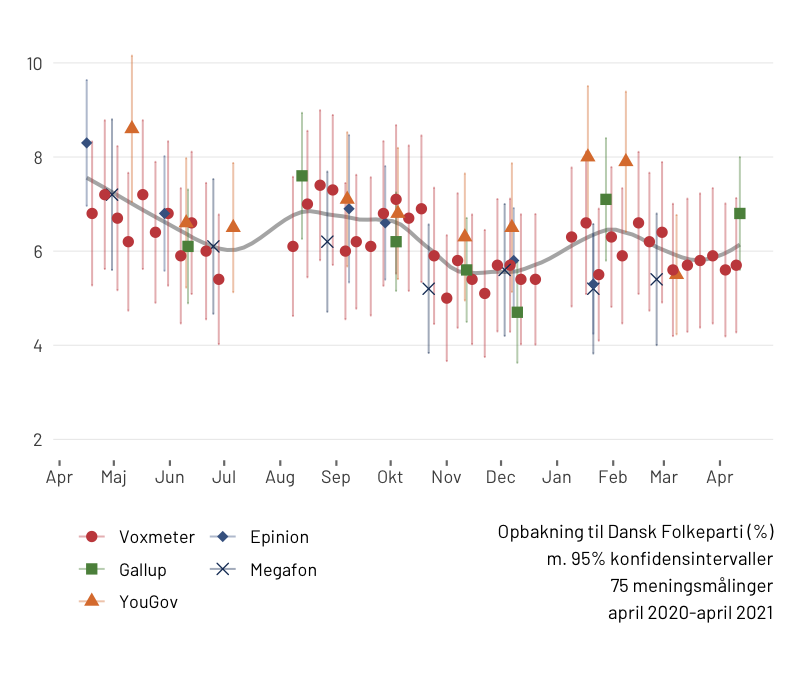 10
8
6
4
2
Apr Maj Jun Jul Aug Sep Okt Nov Dec Jan Feb Mar Apr
Voxmeter Epinion
Gallup Megafon
YouGov
Opbakning til Dansk Folkeparti (%)
m. 95% konfidensintervaller
75 meningsmålinger
april 2020-april 2021